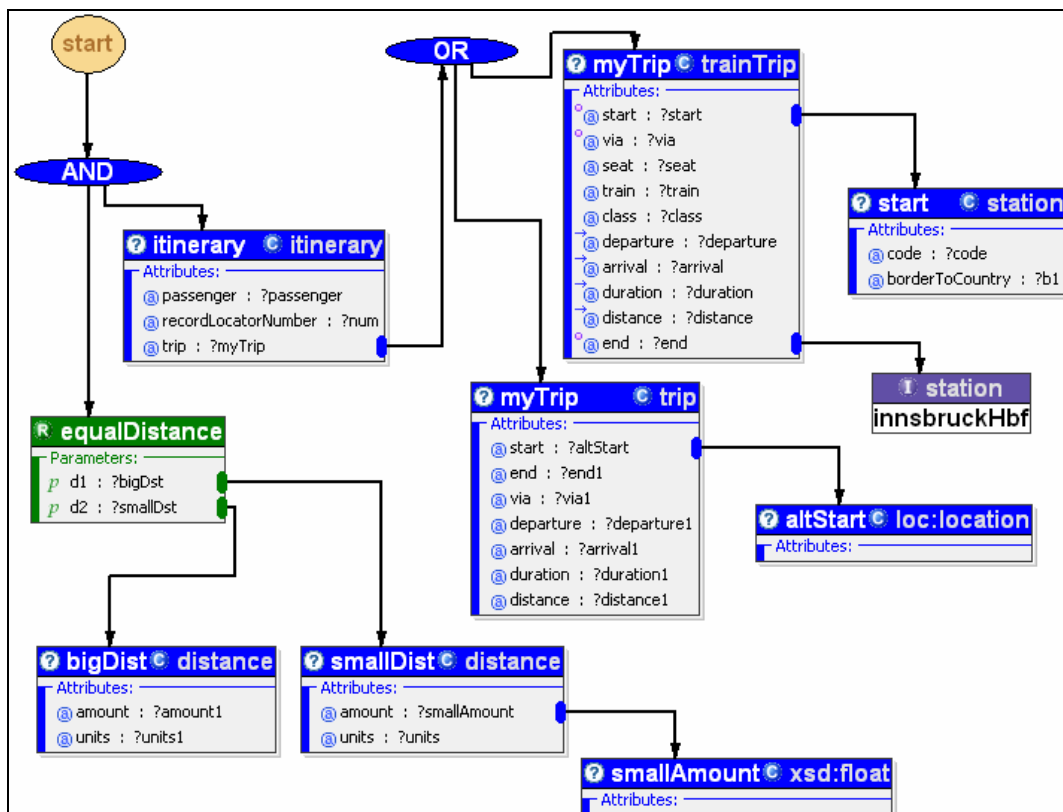 start
AND
OR
itinerary C itinerary
Attributes:
@ passenger : ?passenger
@ recordLocatorNumber : ?num
@ trip : ?myTrip
? myTrip C trainTrip
Attributes:
@ start : ?start
@ via : ?via
@ seat : ?seat
@ train : ?train
@ class : ?class
@ departure : ?departure
@ arrival : ?arrival
@ duration : ?duration
@ distance : ?distance
@ end : ?end
? start C station
Attributes:
@ code : ?code
@ borderToCountry : ?b1
I station
innsbruckHbf
? myTrip C trip
Attributes:
@ start : ?altStart
@ end : ?end1
@ via : ?via1
@ departure : ?departure1
@ arrival : ?arrival1
@ duration : ?duration1
@ distance : ?distance1
? altStart C loc:location
Attributes:
R equalDistance
Parameters:
p d1 : ?bigDst
p d2 : ?smallDst
? bigDist C distance
Attributes:
@ amount : ?amount1
@ units : ?units1
? smallDist C distance
Attributes:
@ amount : ?smallAmount
@ units : ?units
? smallAmount C xsd:float
Attributes: